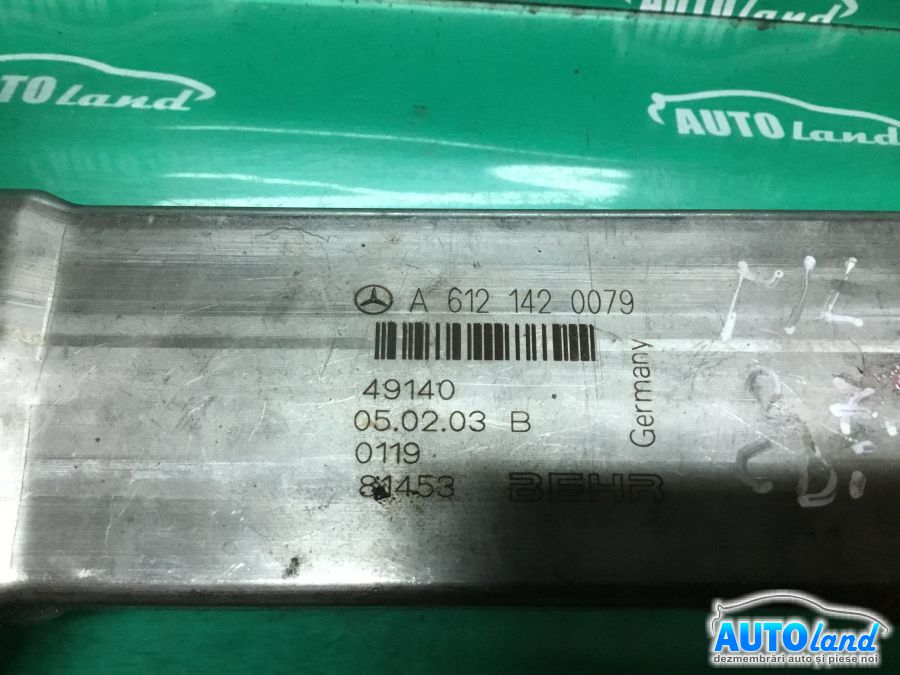 AUTOland
AUTOland
AUTOland
A 612 142 0079
49140
05.02.03 B
0119
81453
BEHR
Germany
ML
AUTOland
dezmembrări auto și piese noi